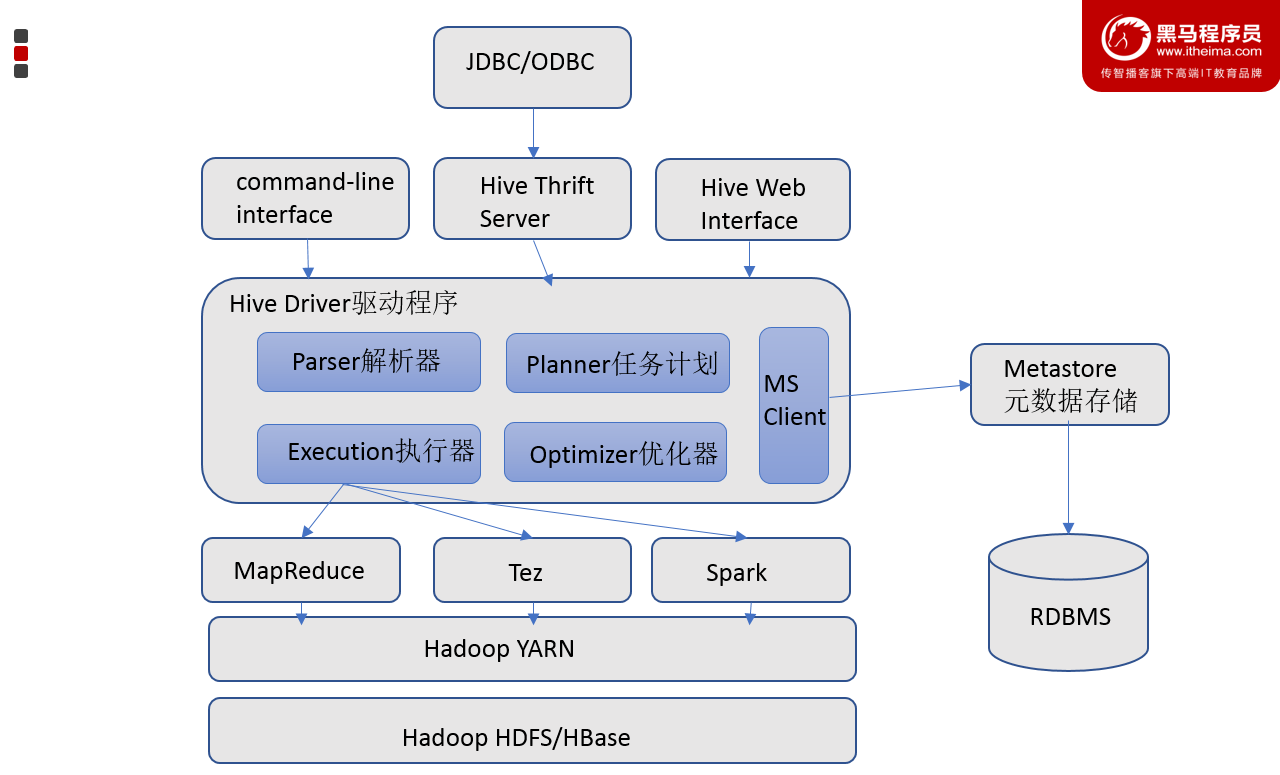 黑马程序员
www.itheima.com
传智播客旗下高端IT教育品牌
JDBC/ODBC
command-line
interface
Hive Thrift
Server
Hive Web
Interface
Hive Driver驱动程序
Parser解析器
Planner任务计划
MS
Client
Execution执行器
Optimizer优化器
Metastore
元数据存储
MapReduce
Tez
Spark
RDBMS
Hadoop YARN
Hadoop HDFS/HBase